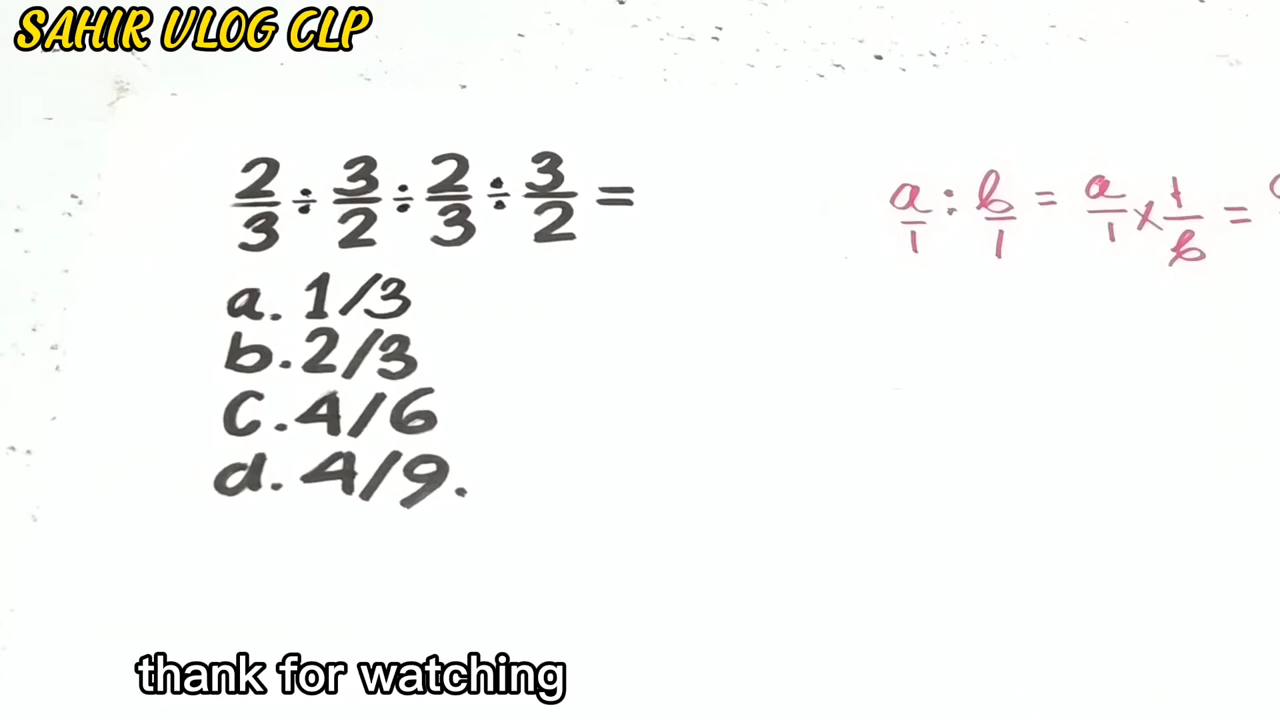 SAHIR VLOG CLP
2/3 ÷ 3/2 ÷ 2/3 ÷ 3/2 =
a/1 : b/1 = a/1 × 1/b =
a. 1/3
b. 2/3
c. 4/6
d. 4/9.
thank for watching